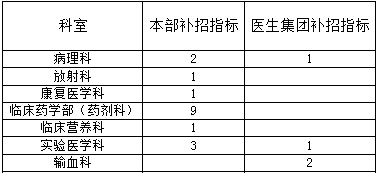 科室 本部补招指标 医生集团补招指标
病理科 2 1
放射科 1
康复医学科 1
临床药学部（药剂科） 9
临床营养科 1
实验医学科 3 1
输血科 2